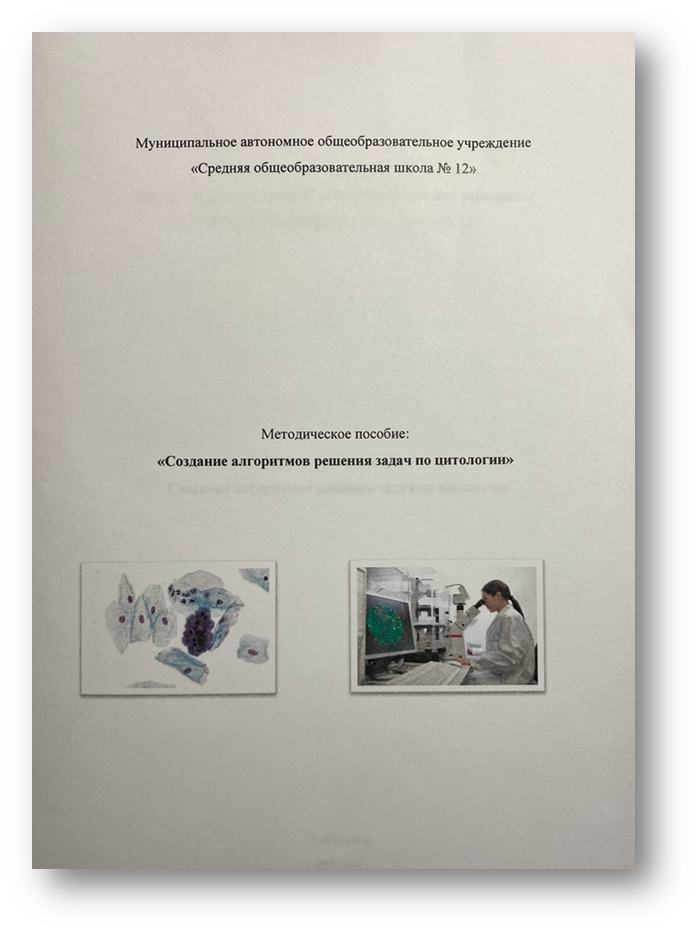 Муниципальное автономное общеобразовательное учреждение
«Средняя общеобразовательная школа № 12»
Методическое пособие:
«Создание алгоритмов решения задач по цитологии»